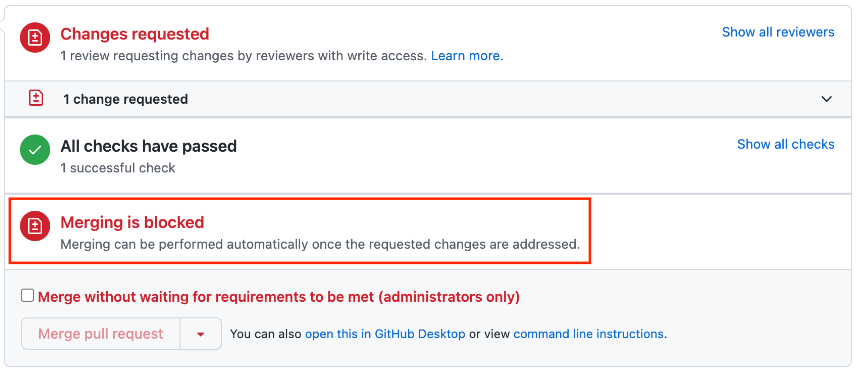 Changes requested
Show all reviewers
1 review requesting changes by reviewers with write access. Learn more.
1 change requested
All checks have passed
Show all checks
1 successful check
Merging is blocked
Merging can be performed automatically once the requested changes are addressed.
Merge without waiting for requirements to be met (administrators only)
Merge pull request
You can also open this in GitHub Desktop or view command line instructions.